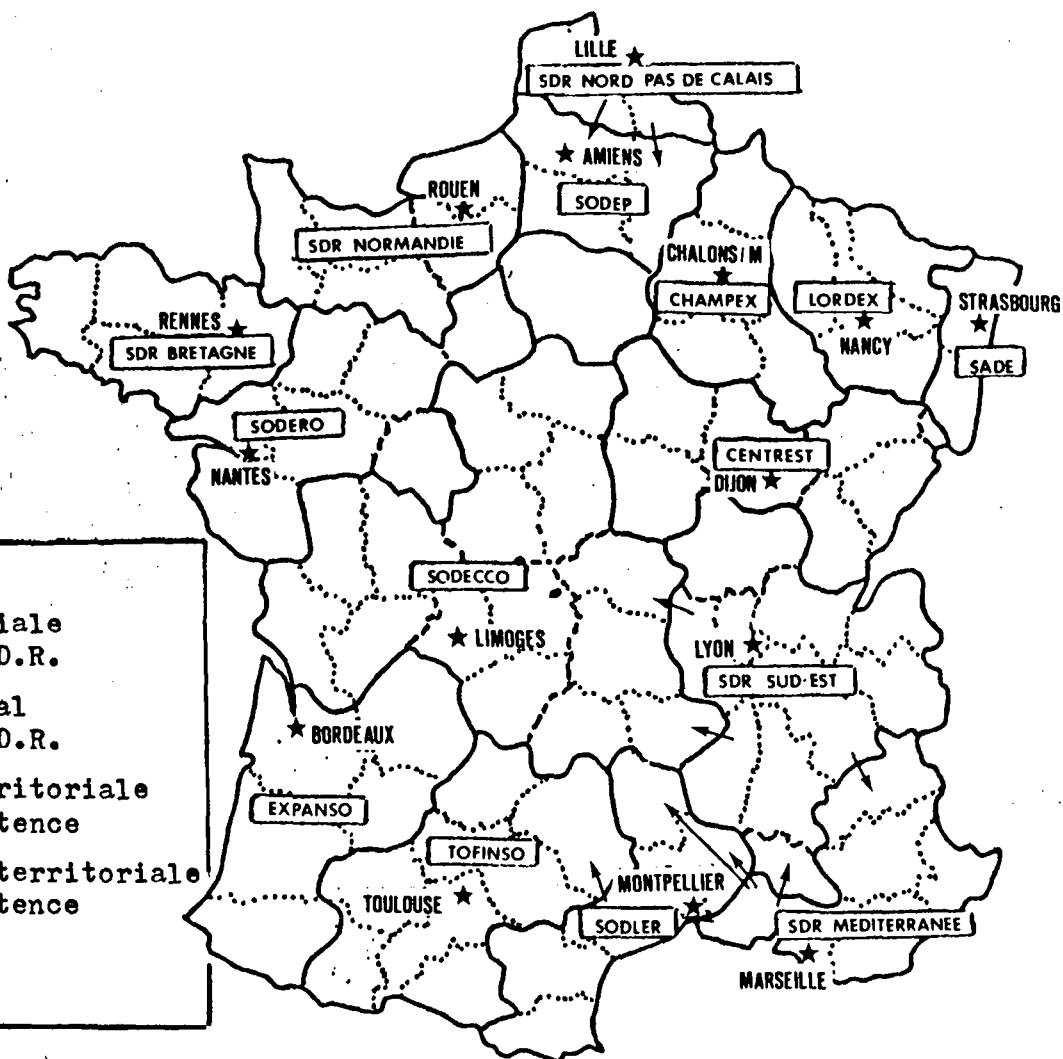 LILLE
SDR NORD PAS DE CALAIS
AMIENS
SODEP
ROUEN
SDR NORMANDIE
CHALONS/M
CHAMPEX
LORDEX
NANCY
STRASBOURG
SADE
RENNES
SDR BRETAGNE
SODERO
NANTES
CENTREST
DIJON
SODECCO
LIMOGES
LYON
SDR SUD-EST
BORDEAUX
EXPANSO
TOFINSO
TOULOUSE
MONTPELLIER
SODLER
SDR MEDITERRANEE
MARSEILLE
iale
D.R.
al
D.R.
ritoriale
tence
territoriale
tence